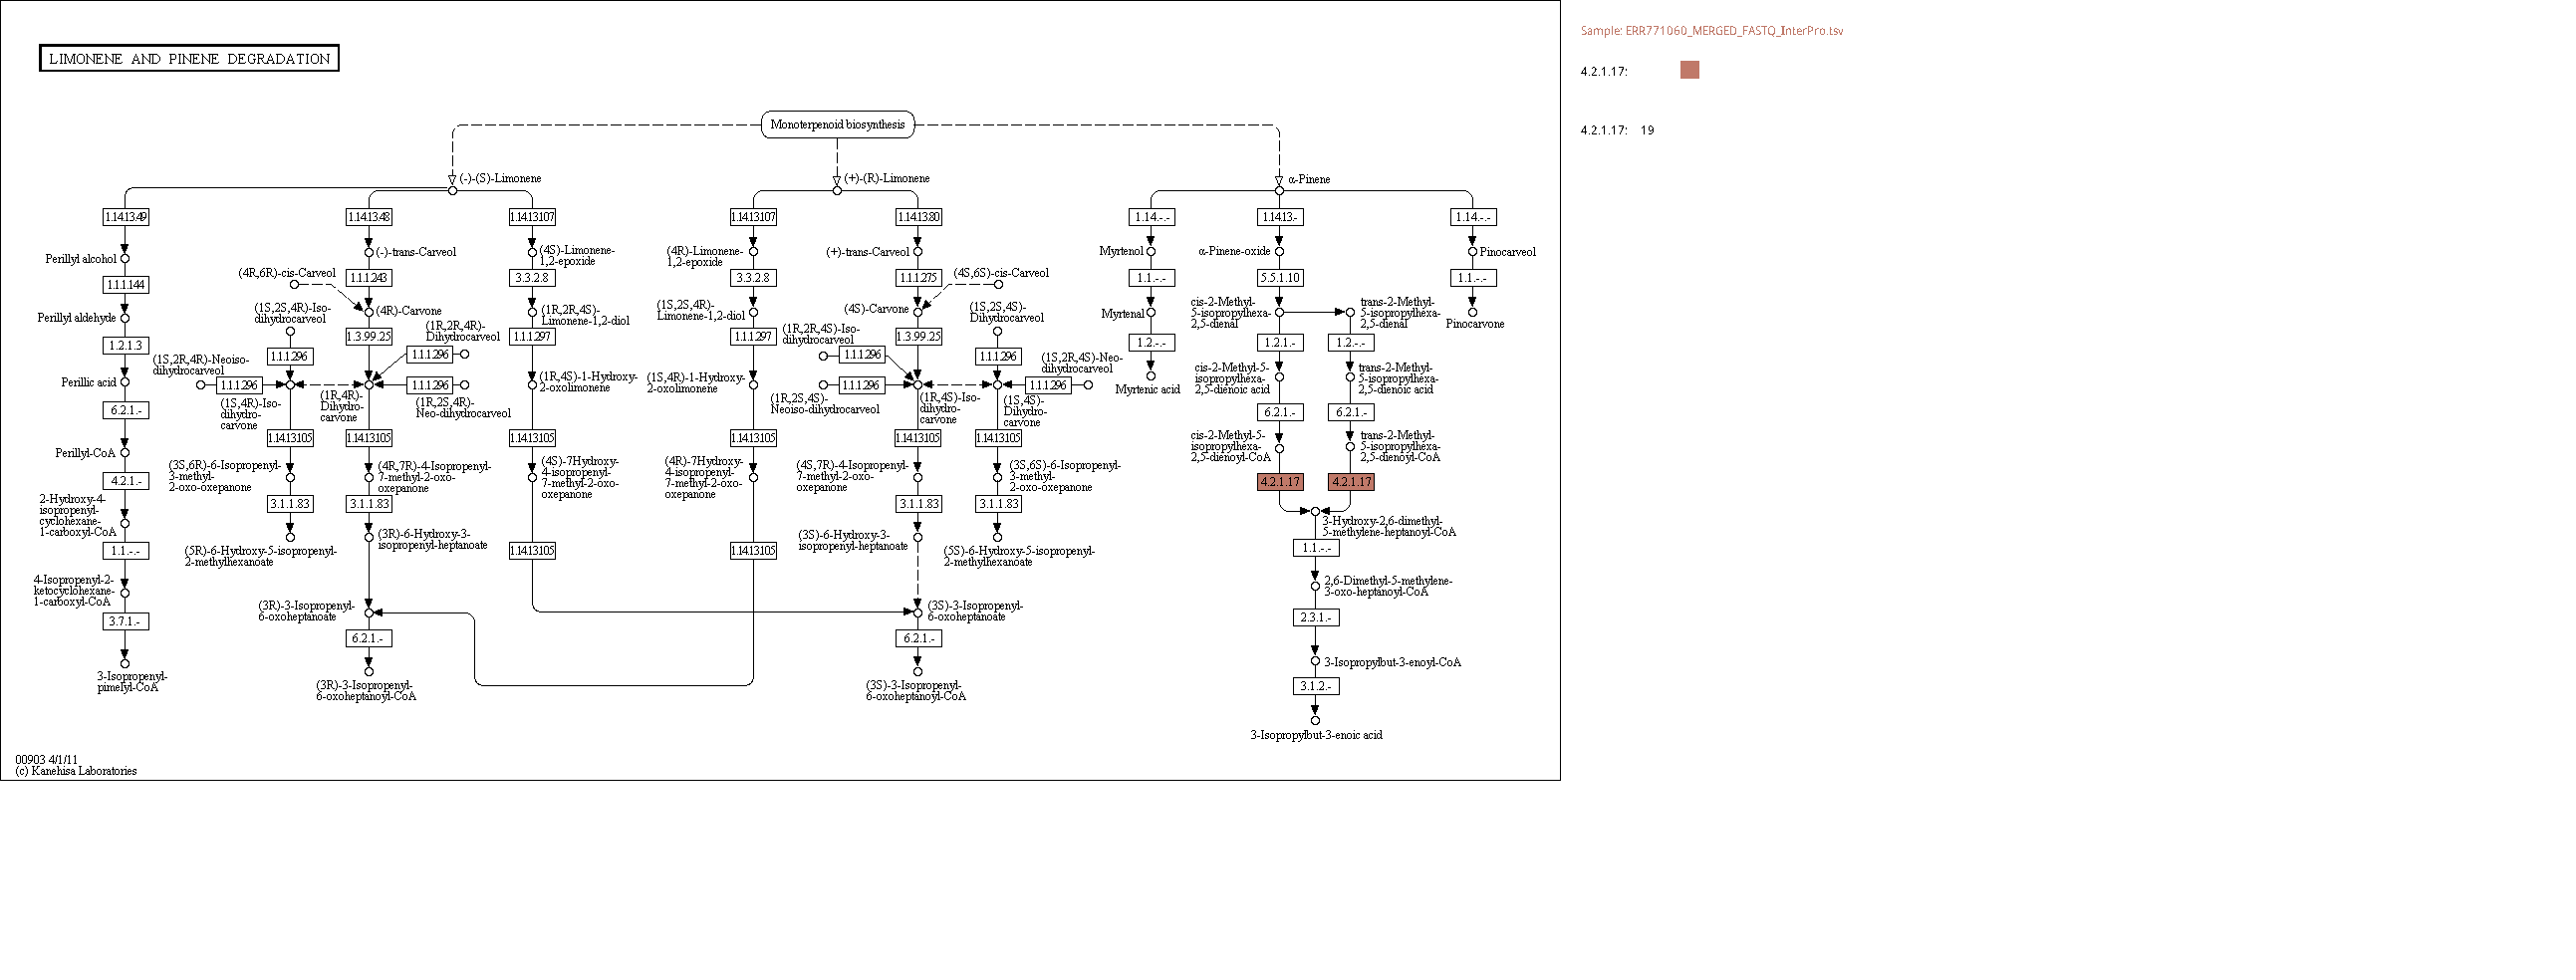 LIMONENE AND PINENE DEGRADATION
Sample: ERR771060_MERGED_FASTQ_InterPro.tsv
4.2.1.17:
4.2.1.17: 19
Monoterpenoid biosynthesis
(-)-(S)-Limonene
(+)-(R)-Limonene
α-Pinene
1.14.13.49
Perillyl alcohol
1.1.1.144
Perillyl aldehyde
1.2.1.3
Perillic acid
6.2.1.-
Perillyl-CoA
4.2.1.-
2-Hydroxy-4-
isopropenyl-
cyclohexane-
1-carboxyl-CoA
1.1.-.-
4-Isopropenyl-2-
ketocyclohexane-
1-carboxyl-CoA
3.7.1.-
3-Isopropenyl-
pimelyl-CoA
1.14.13.48
(-)-trans-Carveol
(4R,6R)-cis-Carveol
1.1.1.243
(4R)-Carvone
1.3.99.25
(1S,2S,4R)-Iso-
dihydrocarveol
1.1.1.296
(1S,2R,4R)-Neoiso-
dihydrocarveol
1.1.1.296
(1S,4R)-Iso-
dihydro-
carvone
(1R,2R,4R)-
Dihydrocarveol
1.1.1.296
1.1.1.296
(1R,4R)-
Dihydro-
carvone
(1R,2S,4R)-
Neo-dihydrocarveol
1.14.13.105
(3S,6R)-6-Isopropenyl-
3-methyl-
2-oxo-oxepanone
3.1.1.83
(5R)-6-Hydroxy-5-isopropenyl-
2-methylhexanoate
1.14.13.105
(4R,7R)-4-Isopropenyl-
7-methyl-2-oxo-
oxepanone
3.1.1.83
(3R)-6-Hydroxy-3-
isopropenyl-heptanoate
(3R)-3-Isopropenyl-
6-oxoheptanoate
6.2.1.-
(3R)-3-Isopropenyl-
6-oxoheptanoyl-CoA
1.14.13.107
(4S)-Limonene-
1,2-epoxide
3.3.2.8
(1R,2R,4S)-
Limonene-1,2-diol
1.1.1.297
(1R,4S)-1-Hydroxy-
2-oxolimonene
1.14.13.105
(4S)-7Hydroxy-
4-isopropenyl-
7-methyl-2-oxo-
oxepanone
1.14.13.105
1.14.13.107
(4R)-Limonene-
1,2-epoxide
3.3.2.8
(1S,2S,4R)-
Limonene-1,2-diol
1.1.1.297
(1S,4R)-1-Hydroxy-
2-oxolimonene
1.14.13.105
(4R)-7Hydroxy-
4-isopropenyl-
7-methyl-2-oxo-
oxepanone
1.14.13.105
1.14.13.80
(+)-trans-Carveol
1.1.1.275
(4S,6S)-cis-Carveol
(4S)-Carvone
1.3.99.25
(1R,2R,4S)-Iso-
dihydrocarveol
1.1.1.296
1.1.1.296
(1R,2S,4S)-
Neoiso-dihydrocarveol
(1R,4S)-Iso-
dihydro-
carvone
(1S,2S,4S)-
Dihydrocarveol
1.1.1.296
(1S,2R,4S)-Neo-
dihydrocarveol
1.1.1.296
(1S,4S)-
Dihydro-
carvone
1.14.13.105
(4S,7R)-4-Isopropenyl-
7-methyl-2-oxo-
oxepanone
3.1.1.83
(3S)-6-Hydroxy-3-
isopropenyl-heptanoate
(3S)-3-Isopropenyl-
6-oxoheptanoate
6.2.1.-
(3S)-3-Isopropenyl-
6-oxoheptanoyl-CoA
1.14.13.105
(3S,6S)-6-Isopropenyl-
3-methyl-
2-oxo-oxepanone
3.1.1.83
(5S)-6-Hydroxy-5-isopropenyl-
2-methylhexanoate
1.14.-.-
Myrtenol
1.1.-.-
Myrtenal
1.2.-.-
Myrtenic acid
1.14.13.-
α-Pinene-oxide
5.5.1.10
cis-2-Methyl-
5-isopropylhexa-
2,5-dienal
1.2.1.-
cis-2-Methyl-5-
isopropylhexa-
2,5-dienoic acid
6.2.1.-
cis-2-Methyl-5-
isopropylhexa-
2,5-dienoyl-CoA
4.2.1.17
trans-2-Methyl-
5-isopropylhexa-
2,5-dienal
1.2.-.-
trans-2-Methyl-
5-isopropylhexa-
2,5-dienoic acid
6.2.1.-
trans-2-Methyl-
5-isopropylhexa-
2,5-dienoyl-CoA
4.2.1.17
3-Hydroxy-2,6-dimethyl-
5-methylene-heptanoyl-CoA
1.1.-.-
2,6-Dimethyl-5-methylene-
3-oxo-heptanoyl-CoA
2.3.1.-
3-Isopropylbut-3-enoyl-CoA
3.1.2.-
3-Isopropylbut-3-enoic acid
1.14.-.-
Pinocarveol
1.1.-.-
Pinocarvone
00903 4/1/11
(c) Kanehisa Laboratories